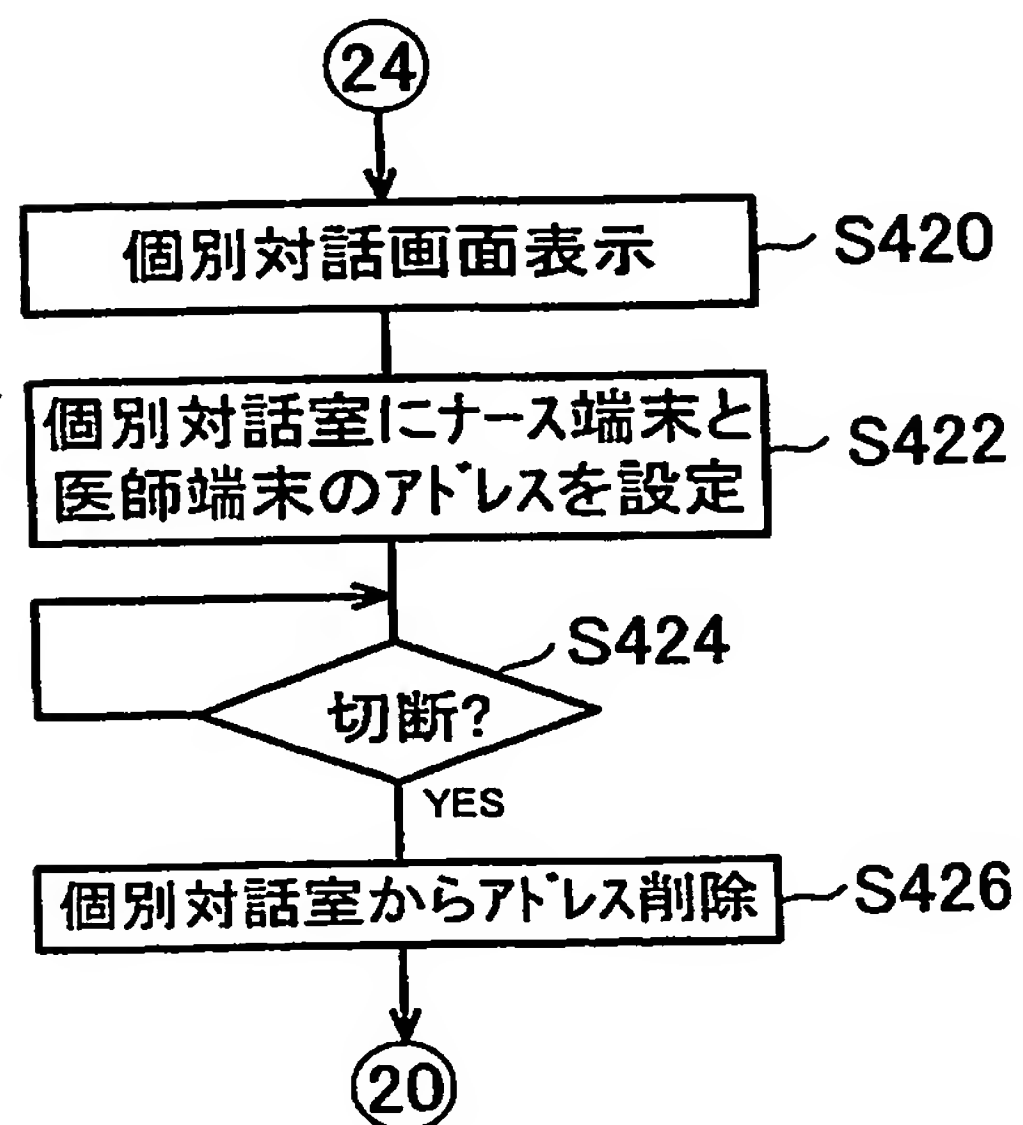 24
個別対話画面表示
S420
個別対話室にナース端末と
医師端末のアドレスを設定
S422
S424
切断?
YES
個別対話室からアドレス削除
S426
20